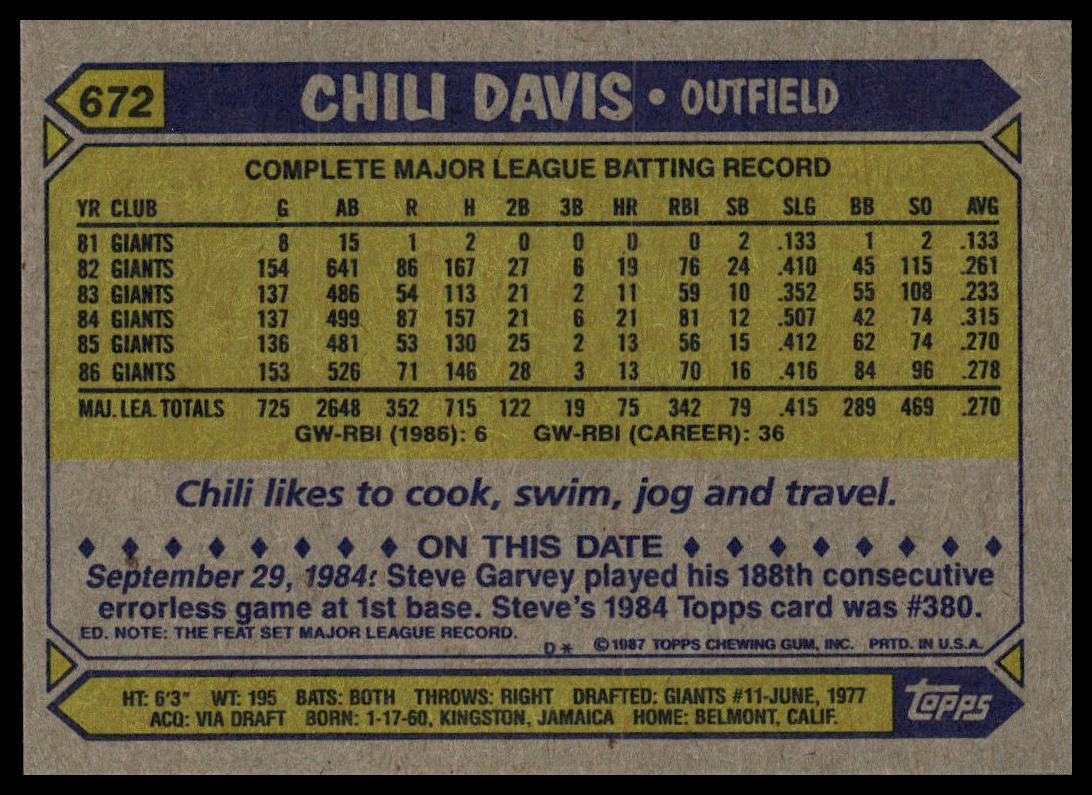 672 CHILI DAVIS • OUTFIELD
COMPLETE MAJOR LEAGUE BATTING RECORD
YR CLUB G AB R H 2B 3B HR RBI SB SLG BB SO AVG
81 GIANTS 8 15 1 2 0 0 0 0 2 .133 1 2 .133
82 GIANTS 154 641 86 167 27 6 19 76 24 .410 45 115 .261
83 GIANTS 137 486 54 113 21 2 11 59 10 .352 55 108 .233
84 GIANTS 137 499 87 157 21 6 21 81 12 .507 42 74 .315
85 GIANTS 136 481 53 130 25 2 13 56 15 .412 62 74 .270
86 GIANTS 153 526 71 146 28 3 13 70 16 .416 84 96 .278
MAJ. LEA. TOTALS 725 2648 352 715 122 19 75 342 79 .415 289 469 .270
GW-RBI (1986): 6 GW-RBI (CAREER): 36
Chili likes to cook, swim, jog and travel.
♦ ♦ ♦ ♦ ♦ ♦ ♦ ♦ ON THIS DATE ♦ ♦ ♦ ♦ ♦ ♦ ♦ ♦
September 29, 1984: Steve Garvey played his 188th consecutive
errorless game at 1st base. Steve's 1984 Topps card was #380.
ED. NOTE: THE FEAT SET MAJOR LEAGUE RECORD.
D* ©1987 TOPPS CHEWING GUM, INC. PRTD. IN U.S.A.
HT: 6'3" WT: 195 BATS: BOTH THROWS: RIGHT DRAFTED: GIANTS #11-JUNE, 1977
ACQ: VIA DRAFT BORN: 1-17-60, KINGSTON, JAMAICA HOME: BELMONT, CALIF.
Topps